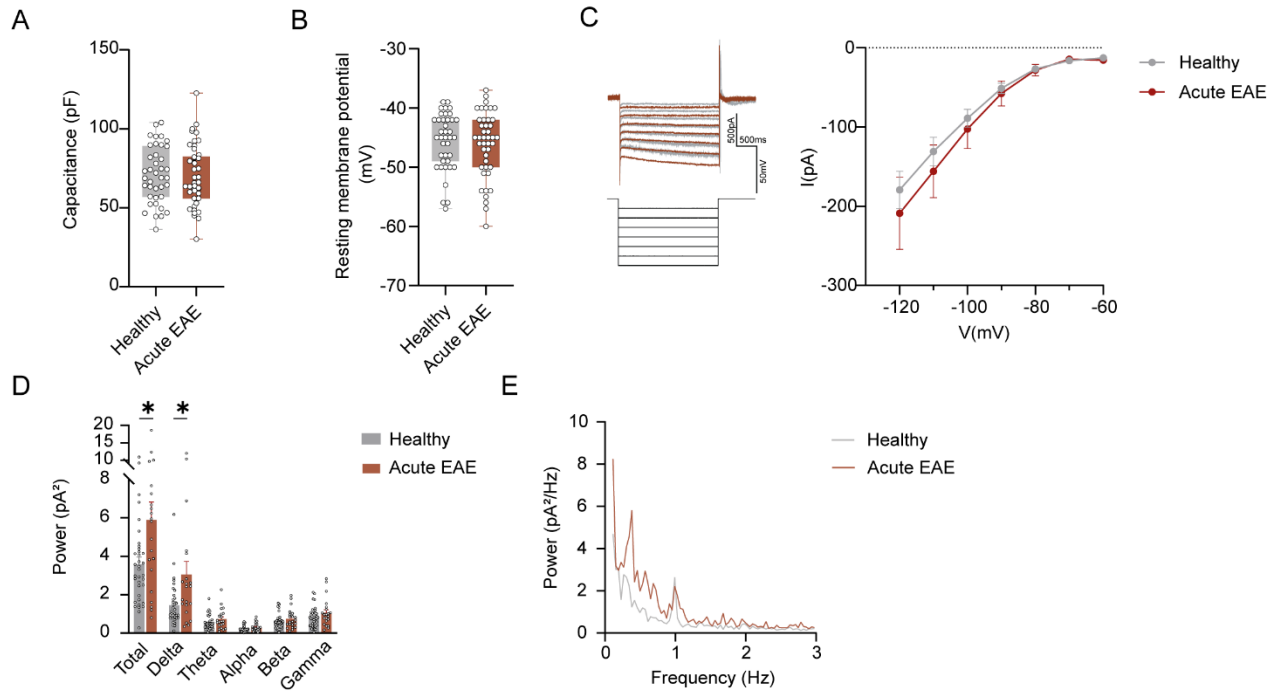 A
Capacitance (pF)
150
100
50
0
Healthy
Acute EAE
B
Resting membrane potential
(mV)
-30
-40
-50
-60
-70
Healthy
Acute EAE
C
500pA
500ms
50mV
I(pA)
0
-100
-200
-300
-120
-100
-80
-60
V(mV)
Healthy
Acute EAE
D
Power (pA²)
20
15
10
8
6
4
2
0
* *
Total
Delta
Theta
Alpha
Beta
Gamma
Healthy
Acute EAE
E
Power (pA²/Hz)
10
8
6
4
2
0
0 1 2 3
Frequency (Hz)
Healthy
Acute EAE